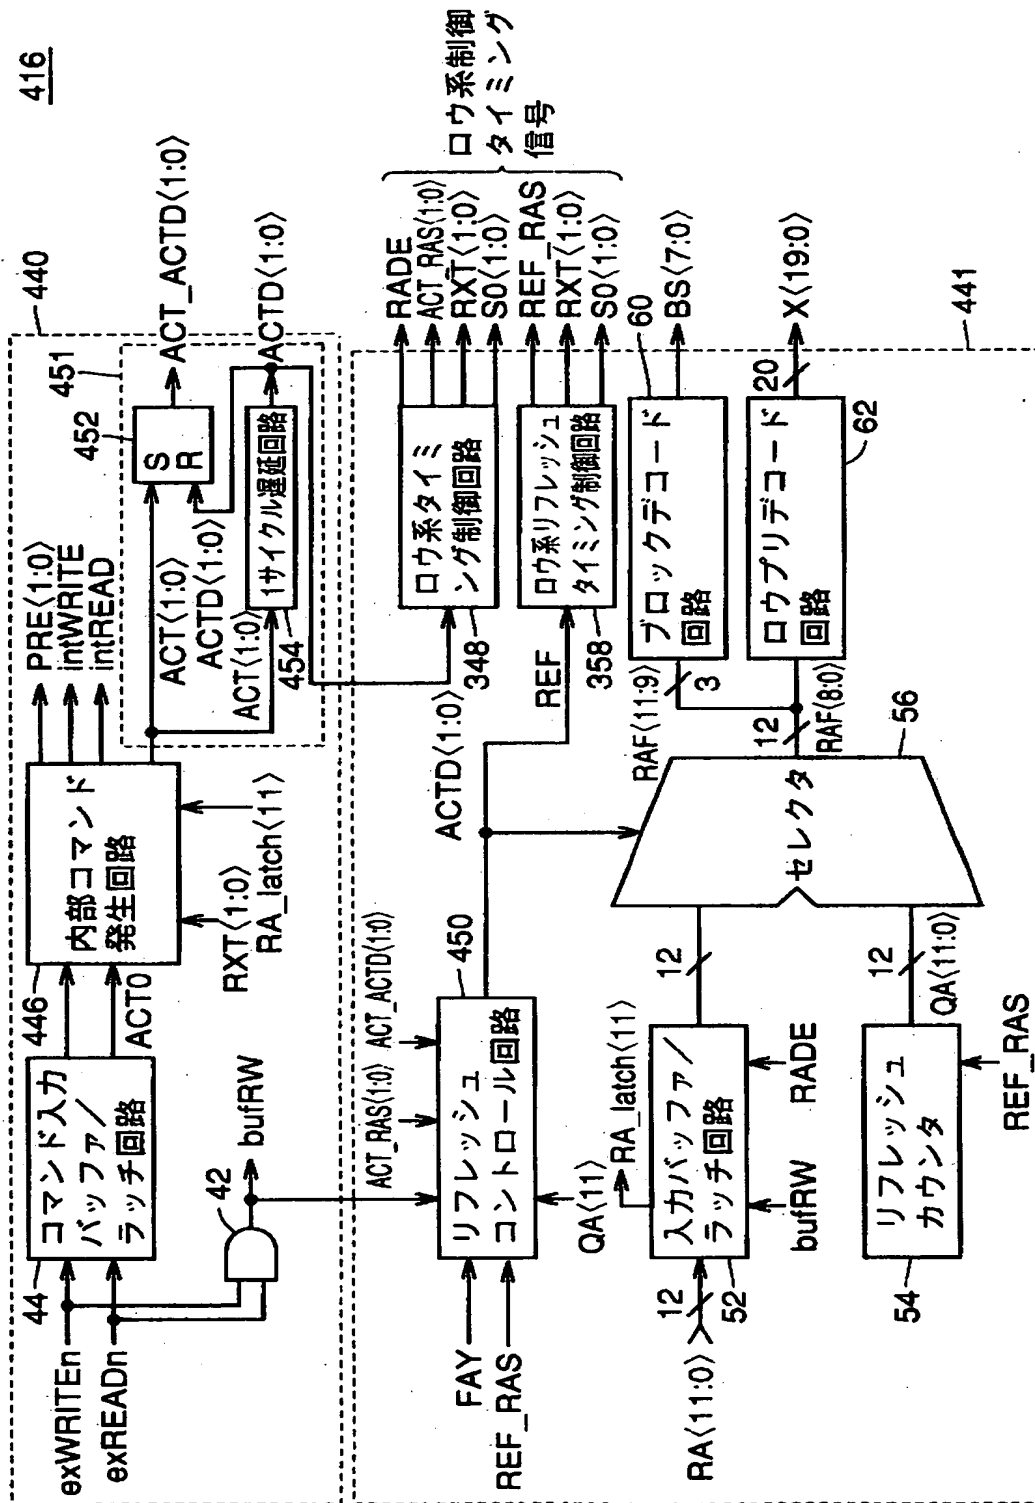 416
440
exWRITEn
exREADn
44
コマンド入力
バッファ/
ラッチ回路
ACT0
42
bufRW
446
内部コマンド
発生回路
RXT⟨1:0⟩
RA_latch⟨11⟩
PRE⟨1:0⟩
intWRITE
intREAD
ACT⟨1:0⟩
ACTD⟨1:0⟩
ACT⟨1:0⟩
451
452
S
R
ACT_ACTD⟨1:0⟩
454
1サイクル遅延回路
ACTD⟨1:0⟩
441
FAY
REF_RAS
ACT_RAS⟨1:0⟩
ACT_ACTD⟨1:0⟩
450
リフレッシュ
コントロール回路
QA⟨11⟩
ACTD⟨1:0⟩
REF
348
ロウ系タイミ
ング制御回路
358
ロウ系リフレッシュ
タイミング制御回路
RADE
ACT_RAS⟨1:0⟩
RXT⟨1:0⟩
S0⟨1:0⟩
REF_RAS
RXT⟨1:0⟩
S0⟨1:0⟩
ロウ系制御
タイミング
信号
RA⟨11:0⟩
12
52
入力バッファ/
ラッチ回路
RA_latch⟨11⟩
bufRW
RADE
12
54
リフレッシュ
カウンタ
REF_RAS
12
QA⟨11:0⟩
セレクタ
56
RAF⟨11:9⟩
3
12
RAF⟨8:0⟩
60
ブロックデコード
回路
BS⟨7:0⟩
62
ロウプリデコード
回路
20
X⟨19:0⟩